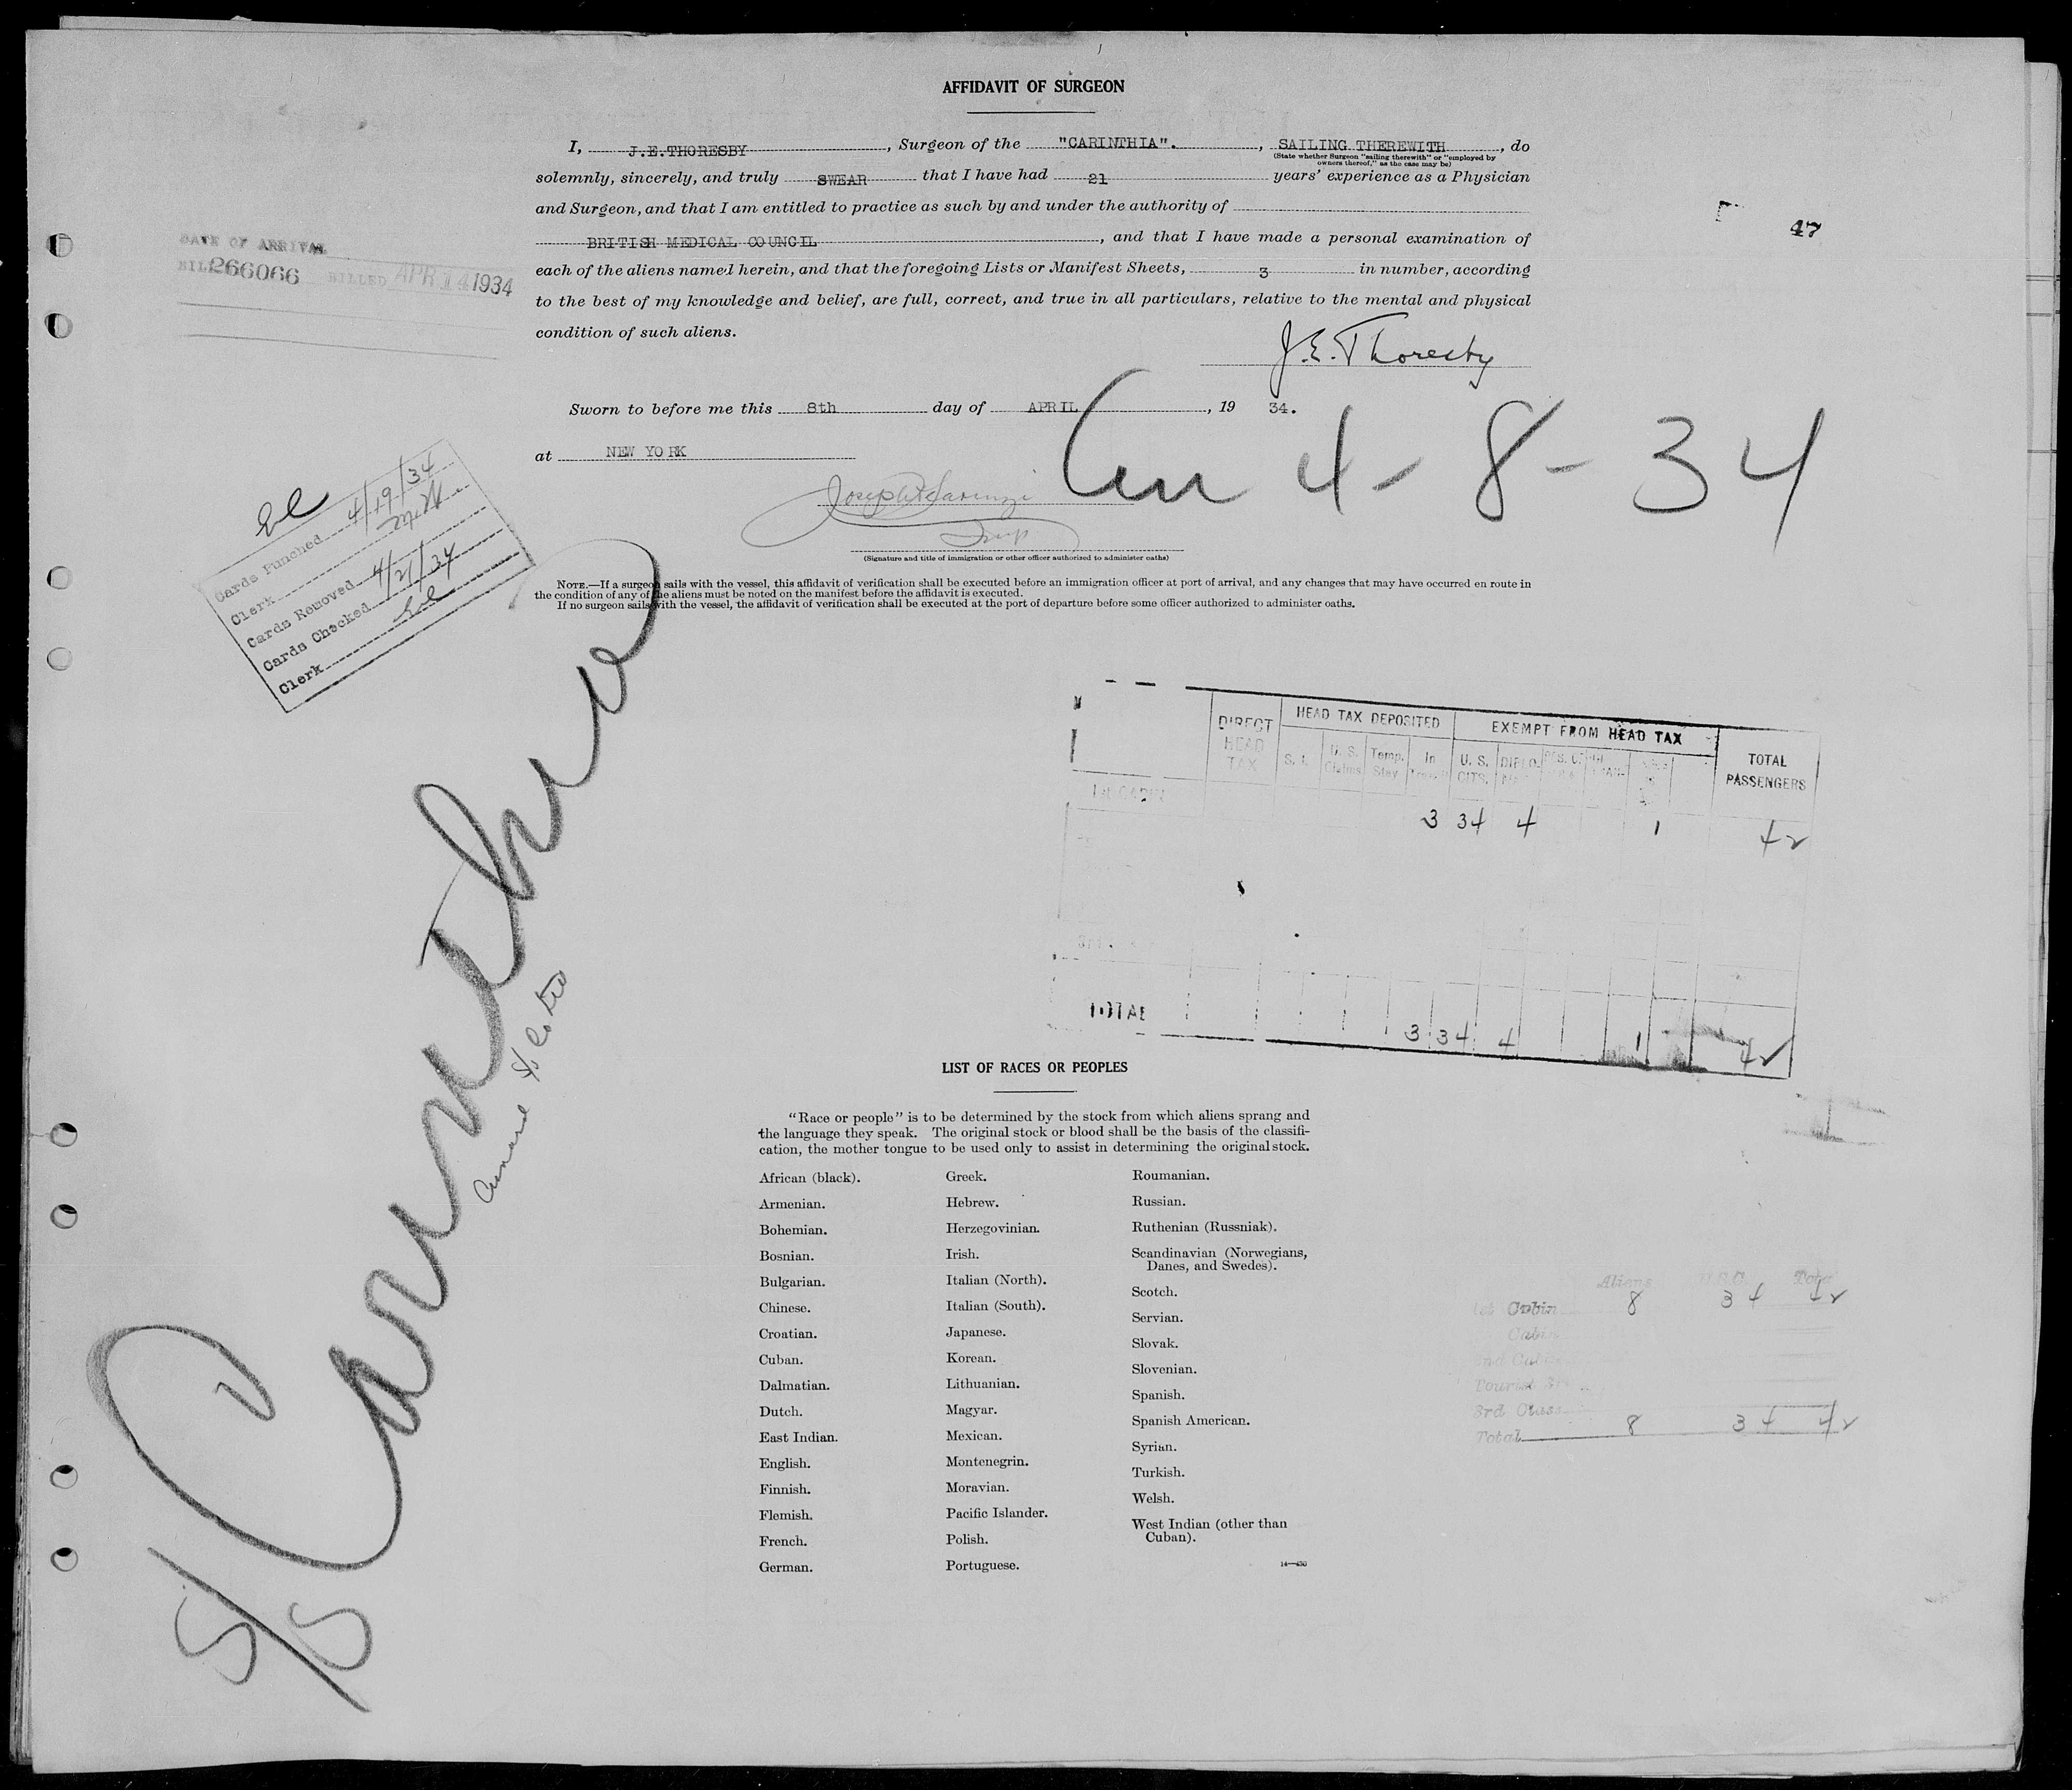 AFFIDAVIT OF SURGEON
I, J.E.THORESBY, Surgeon of the "CARINTHIA"., SAILING THEREWITH, do
(State whether Surgeon "sailing therewith" or "employed by
owners thereof," as the case may be)
solemnly, sincerely, and truly SWEAR that I have had 21 years' experience as a Physician
and Surgeon, and that I am entitled to practice as such by and under the authority of
BRITISH MEDICAL COUNCIL, and that I have made a personal examination of
each of the aliens named herein, and that the foregoing Lists or Manifest Sheets, 3 in number, according
to the best of my knowledge and belief, are full, correct, and true in all particulars, relative to the mental and physical
condition of such aliens.
47
DATE OF ARRIVAL
BILL 266066 BILLED APR 14 1934
J.E. Thoresby
Sworn to before me this 8th day of APRIL, 19 34.
at NEW YORK
4-8-34
Insp
(Signature and title of immigration or other officer authorized to administer oaths)
Cards Punched 4/19/34
Clerk
Cards Removed
Cards Checked 4/21/34
Clerk
NOTE.—If a surgeon sails with the vessel, this affidavit of verification shall be executed before an immigration officer at port of arrival, and any changes that may have occurred en route in
the condition of any of the aliens must be noted on the manifest before the affidavit is executed.
If no surgeon sails with the vessel, the affidavit of verification shall be executed at the port of departure before some officer authorized to administer oaths.
S/S Carinthia
DIRECT HEAD TAX
HEAD TAX DEPOSITED
EXEMPT FROM HEAD TAX
TOTAL PASSENGERS
S. I. U. S. Claims Temp. Stay In U. S. CITS. DIPLO.
3 34 4 1 42
TOTAL 3 34 4 1 42
LIST OF RACES OR PEOPLES
"Race or people" is to be determined by the stock from which aliens sprang and
the language they speak. The original stock or blood shall be the basis of the classifi-
cation, the mother tongue to be used only to assist in determining the original stock.
African (black).
Armenian.
Bohemian.
Bosnian.
Bulgarian.
Chinese.
Croatian.
Cuban.
Dalmatian.
Dutch.
East Indian.
English.
Finnish.
Flemish.
French.
German.
Greek.
Hebrew.
Herzegovinian.
Irish.
Italian (North).
Italian (South).
Japanese.
Korean.
Lithuanian.
Magyar.
Mexican.
Montenegrin.
Moravian.
Pacific Islander.
Polish.
Portuguese.
Roumanian.
Russian.
Ruthenian (Russniak).
Scandinavian (Norwegians,
Danes, and Swedes).
Scotch.
Servian.
Slovak.
Slovenian.
Spanish.
Spanish American.
Syrian.
Turkish.
Welsh.
West Indian (other than
Cuban).
14—430
Aliens U.S.C. Total
1st Cabin 8 34 42
Cabin
2nd Cabin
Tourist
3rd Class
Total 8 34 42